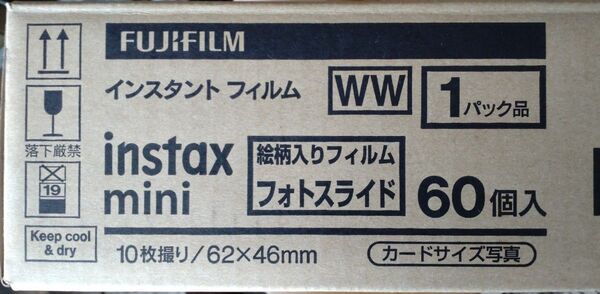 FUJIFILM
インスタント フィルム
WW
1パック品
落下厳禁
instax
mini
絵柄入りフィルム
フォトスライド
60個入
19
Keep cool
& dry
10枚撮り/62×46mm
カードサイズ写真